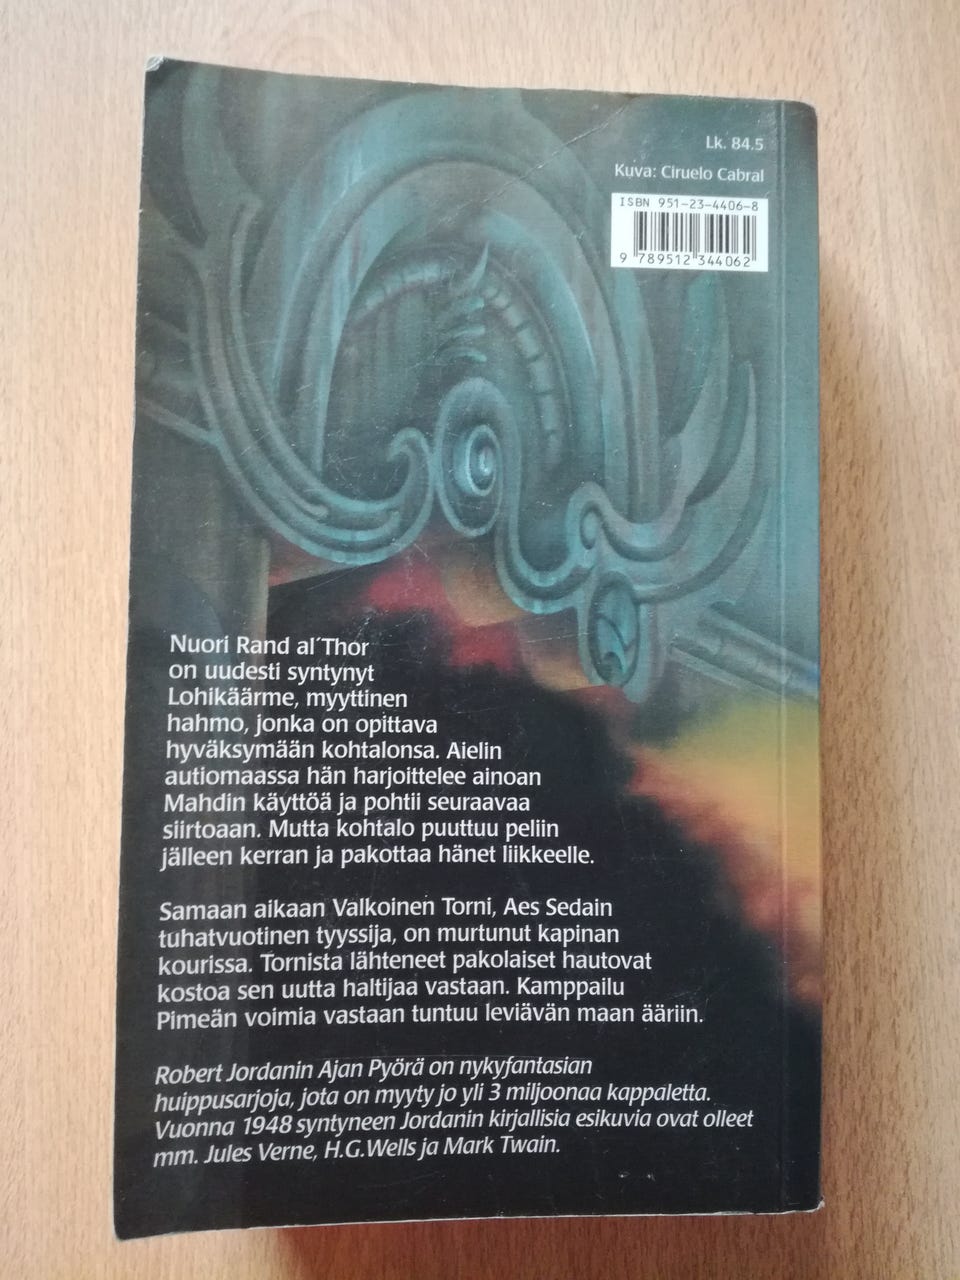 Lk. 84.5
Kuva: Ciruelo Cabral
ISBN 951-23-4406-8
9 789512 344062
Nuori Rand al´Thor
on uudesti syntynyt
Lohikäärme, myyttinen
hahmo, jonka on opittava
hyväksymään kohtalonsa. Aielin
autiomaassa hän harjoittelee ainoan
Mahdin käyttöä ja pohtii seuraavaa
siirtoaan. Mutta kohtalo puuttuu peliin
jälleen kerran ja pakottaa hänet liikkeelle.
Samaan aikaan Valkoinen Torni, Aes Sedain
tuhatvuotinen tyyssija, on murtunut kapinan
kourissa. Tornista lähteneet pakolaiset hautovat
kostoa sen uutta haltijaa vastaan. Kamppailu
Pimeän voimia vastaan tuntuu leviävän maan ääriin.
Robert Jordanin Ajan Pyörä on nykyfantasian
huippusarjoja, jota on myyty jo yli 3 miljoonaa kappaletta.
Vuonna 1948 syntyneen Jordanin kirjallisia esikuvia ovat olleet
mm. Jules Verne, H.G.Wells ja Mark Twain.